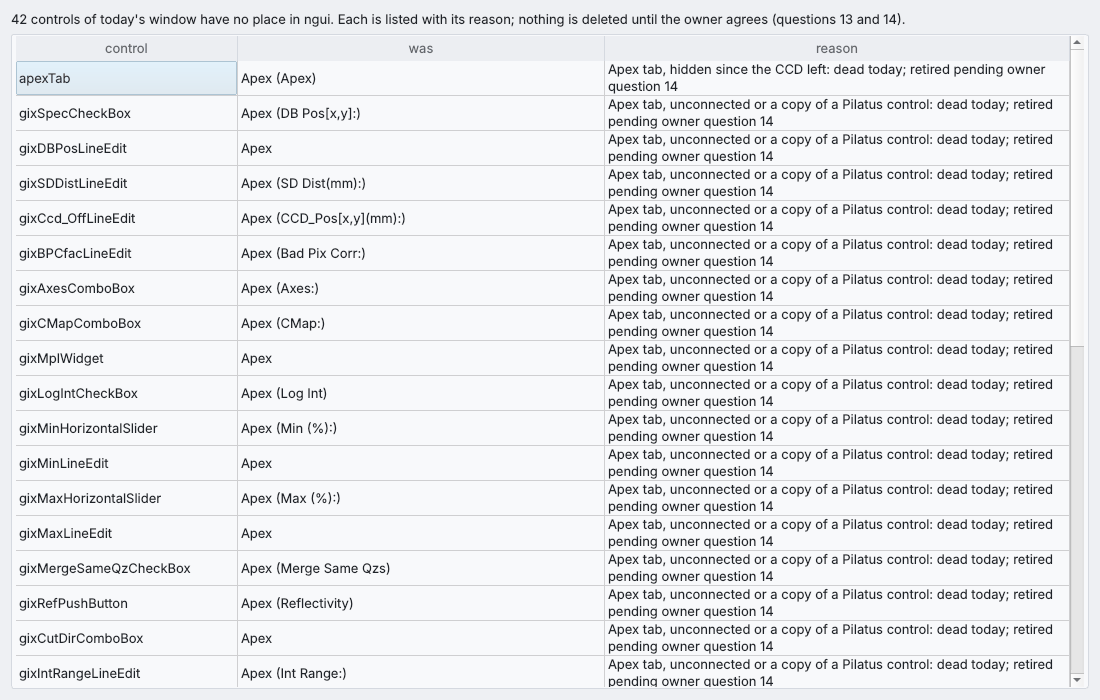 42 controls of today's window have no place in ngui. Each is listed with its reason; nothing is deleted until the owner agrees (questions 13 and 14).
control was reason
apexTab Apex (Apex) Apex tab, hidden since the CCD left: dead today; retired pending owner
question 14
gixSpecCheckBox Apex (DB Pos[x,y]:) Apex tab, unconnected or a copy of a Pilatus control: dead today; retired
pending owner question 14
gixDBPosLineEdit Apex Apex tab, unconnected or a copy of a Pilatus control: dead today; retired
pending owner question 14
gixSDDistLineEdit Apex (SD Dist(mm):) Apex tab, unconnected or a copy of a Pilatus control: dead today; retired
pending owner question 14
gixCcd_OffLineEdit Apex (CCD_Pos[x,y](mm):) Apex tab, unconnected or a copy of a Pilatus control: dead today; retired
pending owner question 14
gixBPCfacLineEdit Apex (Bad Pix Corr:) Apex tab, unconnected or a copy of a Pilatus control: dead today; retired
pending owner question 14
gixAxesComboBox Apex (Axes:) Apex tab, unconnected or a copy of a Pilatus control: dead today; retired
pending owner question 14
gixCMapComboBox Apex (CMap:) Apex tab, unconnected or a copy of a Pilatus control: dead today; retired
pending owner question 14
gixMplWidget Apex Apex tab, unconnected or a copy of a Pilatus control: dead today; retired
pending owner question 14
gixLogIntCheckBox Apex (Log Int) Apex tab, unconnected or a copy of a Pilatus control: dead today; retired
pending owner question 14
gixMinHorizontalSlider Apex (Min (%):) Apex tab, unconnected or a copy of a Pilatus control: dead today; retired
pending owner question 14
gixMinLineEdit Apex Apex tab, unconnected or a copy of a Pilatus control: dead today; retired
pending owner question 14
gixMaxHorizontalSlider Apex (Max (%):) Apex tab, unconnected or a copy of a Pilatus control: dead today; retired
pending owner question 14
gixMaxLineEdit Apex Apex tab, unconnected or a copy of a Pilatus control: dead today; retired
pending owner question 14
gixMergeSameQzCheckBox Apex (Merge Same Qzs) Apex tab, unconnected or a copy of a Pilatus control: dead today; retired
pending owner question 14
gixRefPushButton Apex (Reflectivity) Apex tab, unconnected or a copy of a Pilatus control: dead today; retired
pending owner question 14
gixCutDirComboBox Apex Apex tab, unconnected or a copy of a Pilatus control: dead today; retired
pending owner question 14
gixIntRangeLineEdit Apex (Int Range:) Apex tab, unconnected or a copy of a Pilatus control: dead today; retired
pending owner question 14